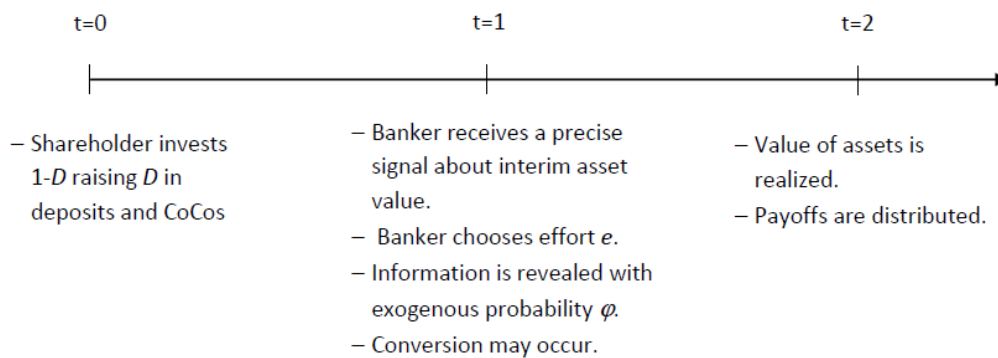 t=0
t=1
t=2
– Shareholder invests
1-D raising D in
deposits and CoCos
– Banker receives a precise
signal about interim asset
value.
– Banker chooses effort e.
– Information is revealed with
exogenous probability φ.
– Conversion may occur.
– Value of assets is
realized.
– Payoffs are distributed.